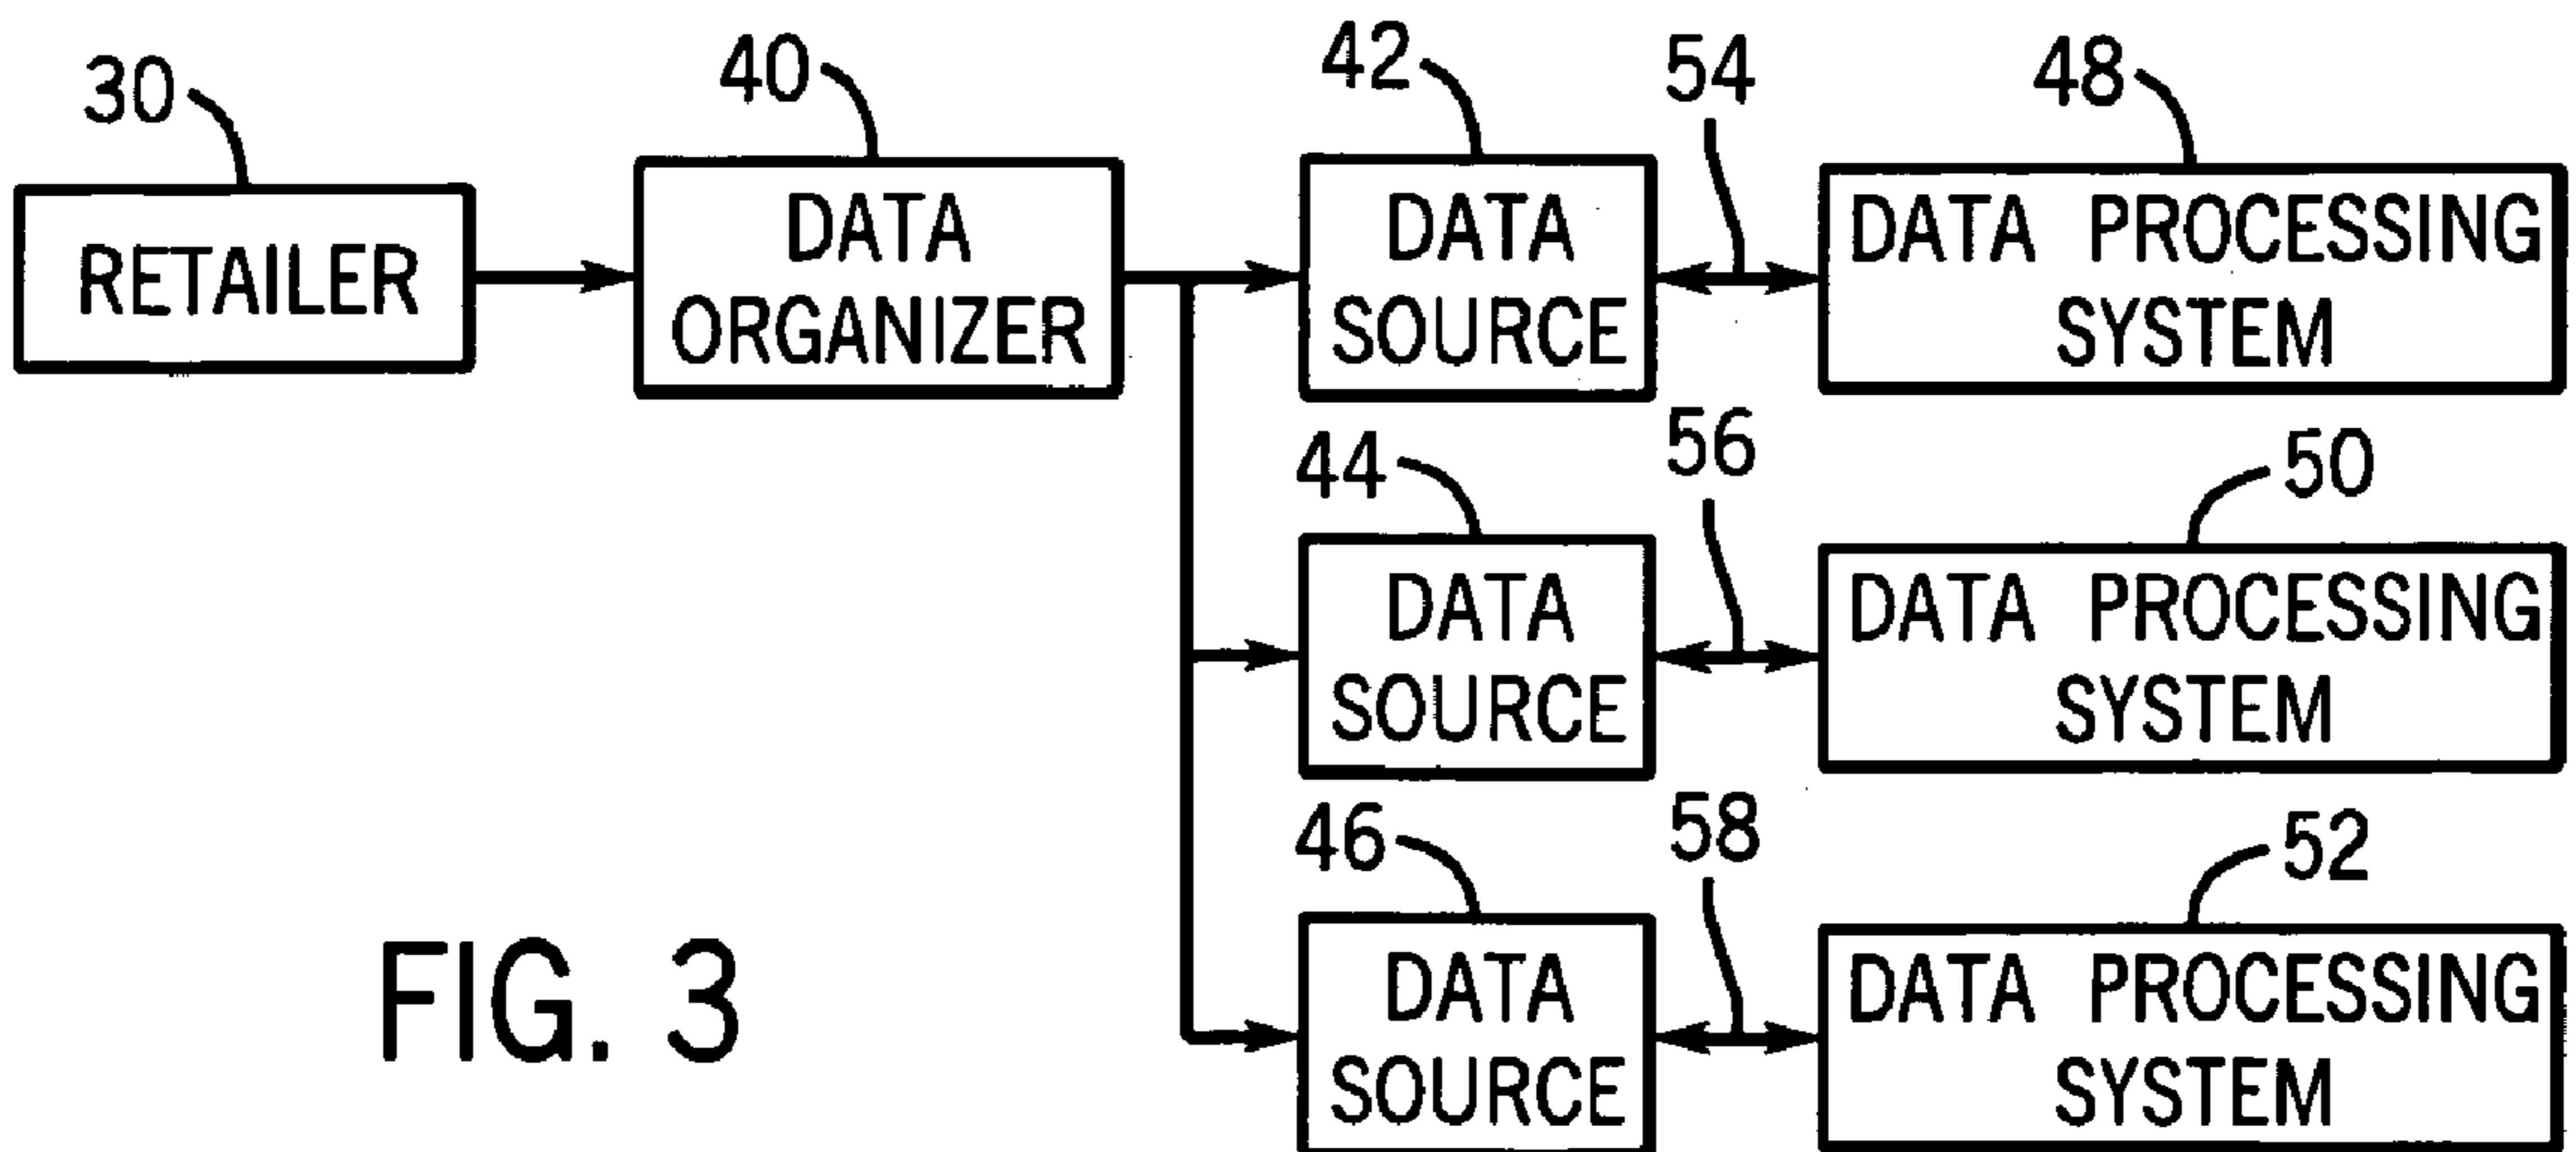 30
40
42
54
48
RETAILER
DATA
ORGANIZER
DATA
SOURCE
DATA PROCESSING
SYSTEM
44
56
50
DATA
SOURCE
DATA PROCESSING
SYSTEM
46
58
52
DATA
SOURCE
DATA PROCESSING
SYSTEM
FIG. 3